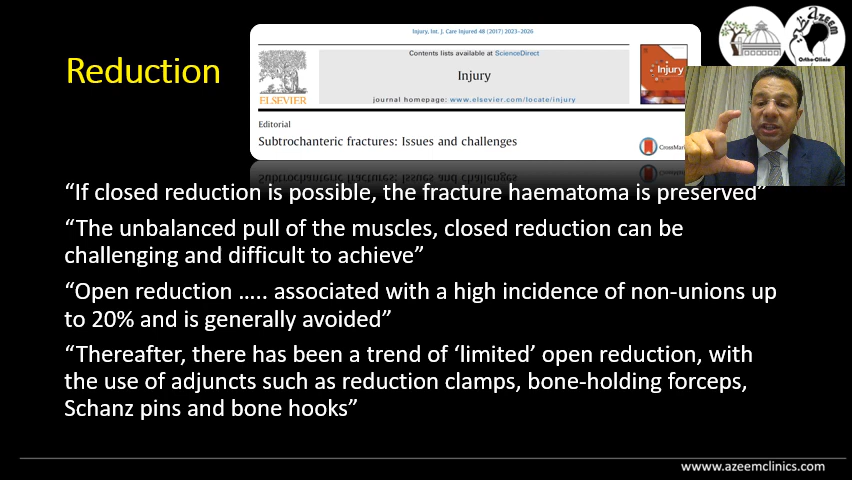 Reduction
Injury, Int. J. Care Injured 48 (2017) 2023–2026
Contents lists available at ScienceDirect
Injury
journal homepage: www.elsevier.com/locate/injury
ELSEVIER
Injury
Editorial
Subtrochanteric fractures: Issues and challenges
CrossMar
Azeem
Ortho-Clinic
“If closed reduction is possible, the fracture haematoma is preserved”
“The unbalanced pull of the muscles, closed reduction can be
challenging and difficult to achieve”
“Open reduction ….. associated with a high incidence of non-unions up
to 20% and is generally avoided”
“Thereafter, there has been a trend of ‘limited’ open reduction, with
the use of adjuncts such as reduction clamps, bone-holding forceps,
Schanz pins and bone hooks”
www.azeemclinics.com